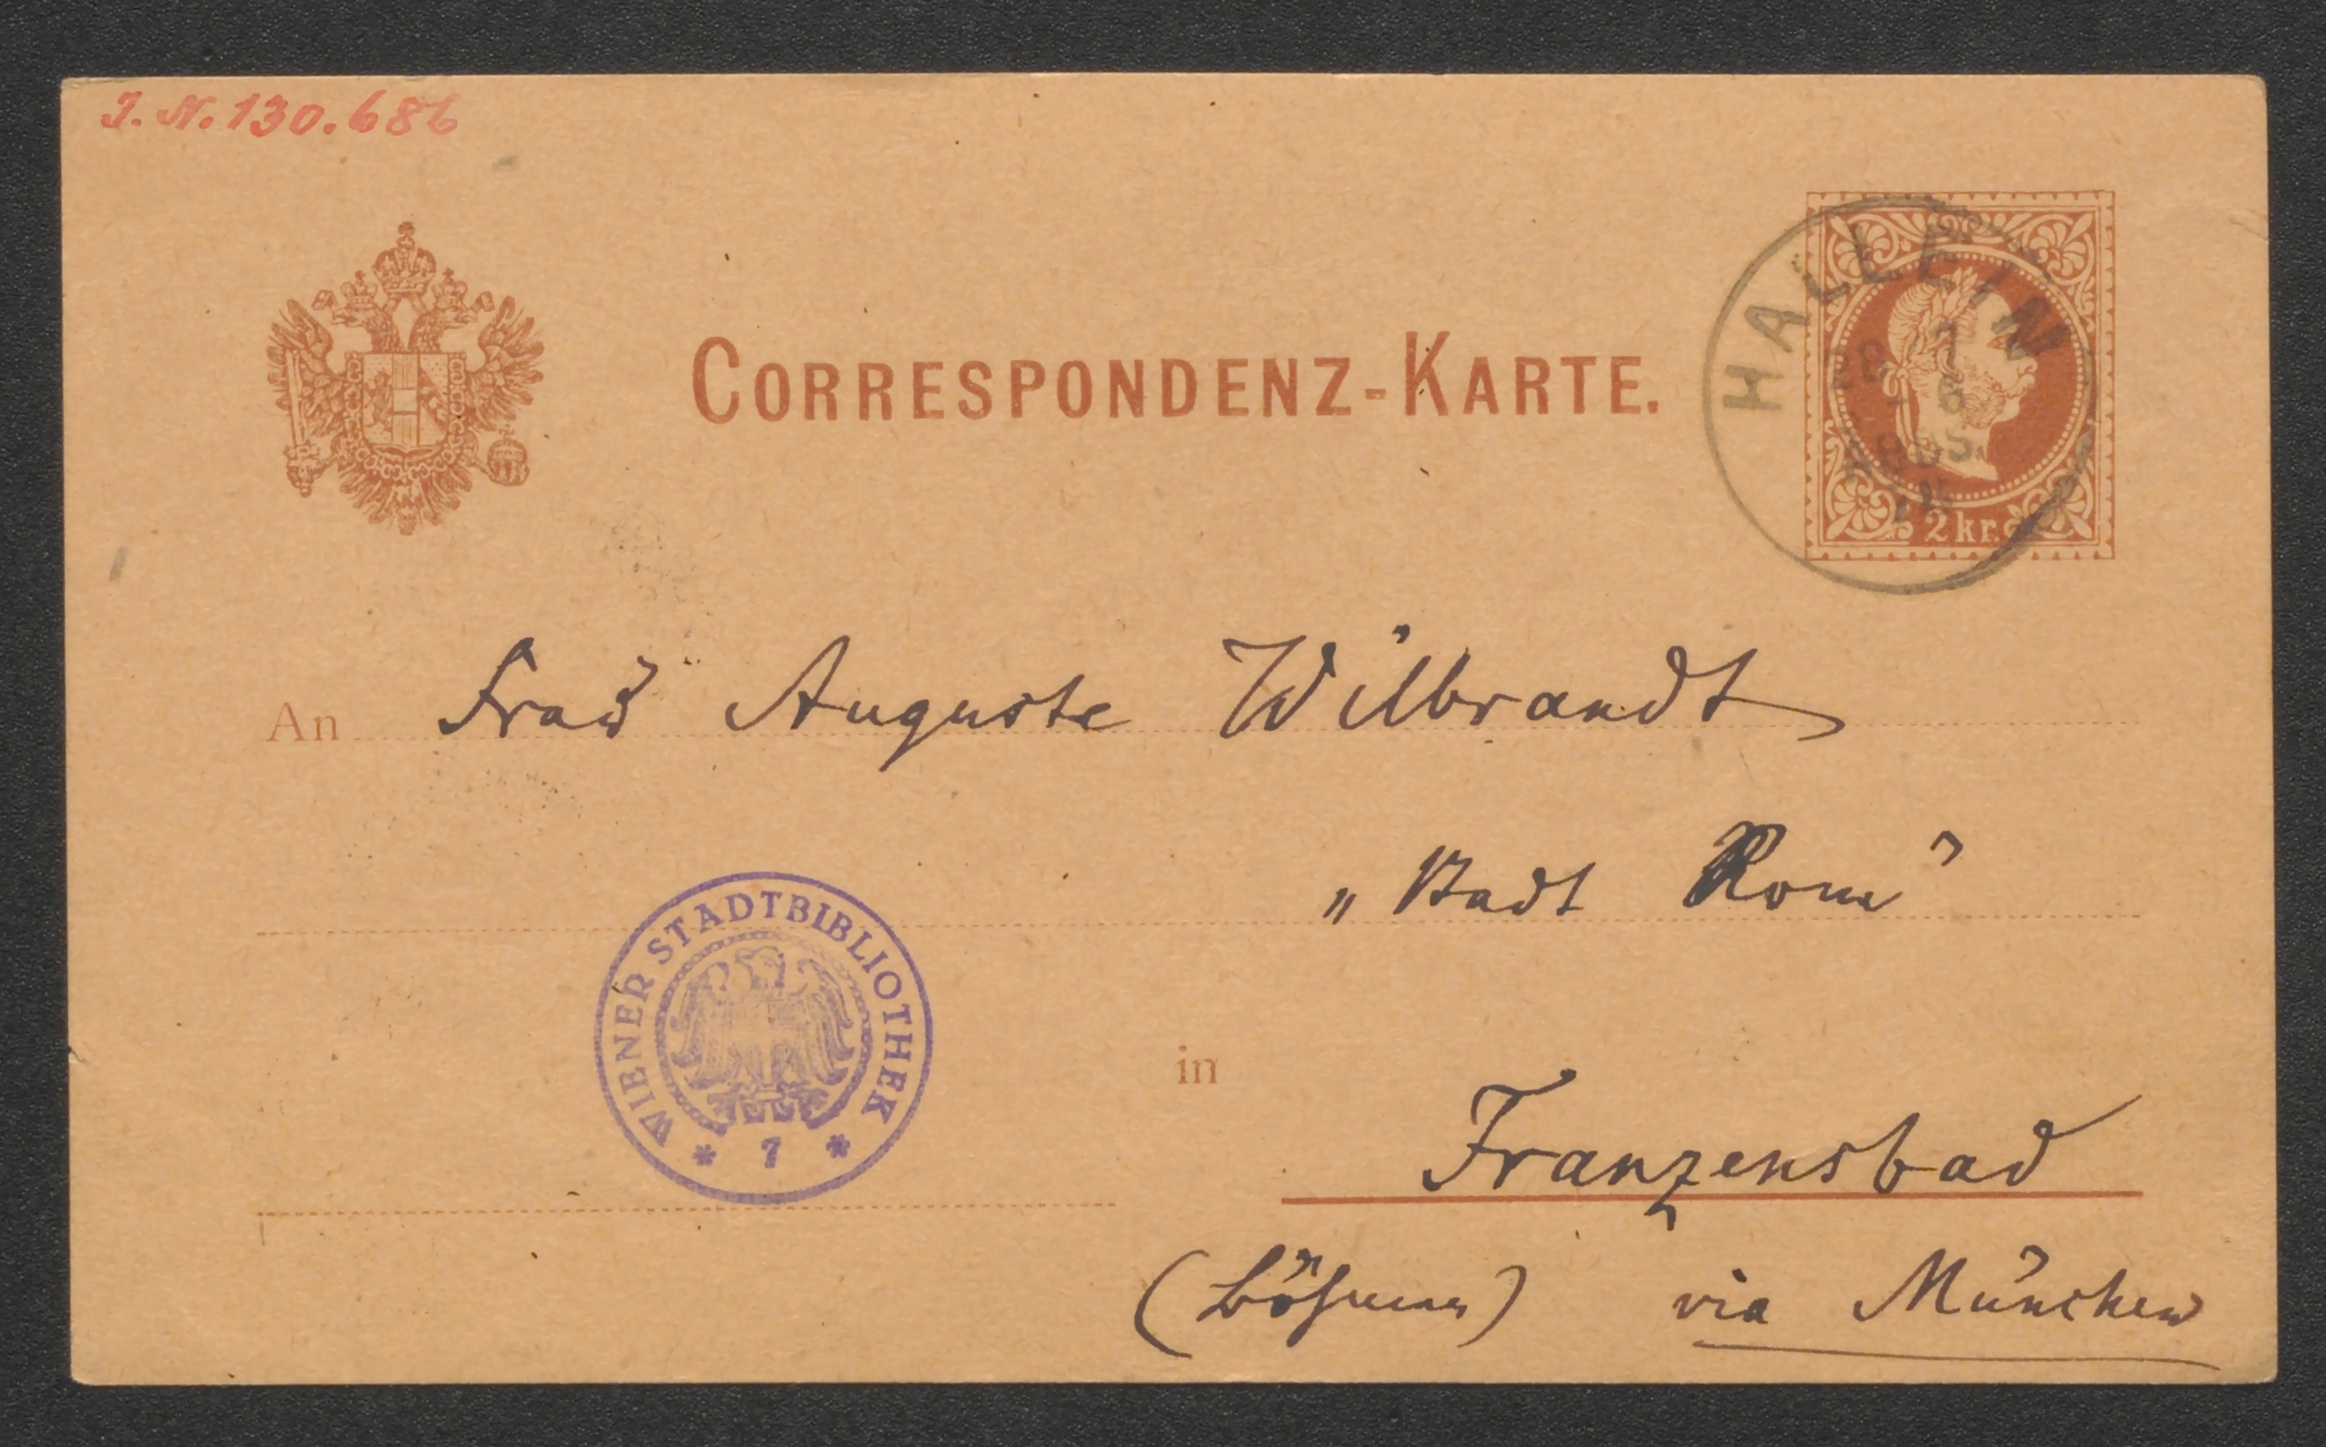 J. N. 130.686
CORRESPONDENZ-KARTE.
HALLEIN
2 kr.
An Frau Auguste Wilbrandt
„Stadt Rom“
WIENER STADTBIBLIOTHEK
* 7 *
in
Franzensbad
(Böhmen) via München